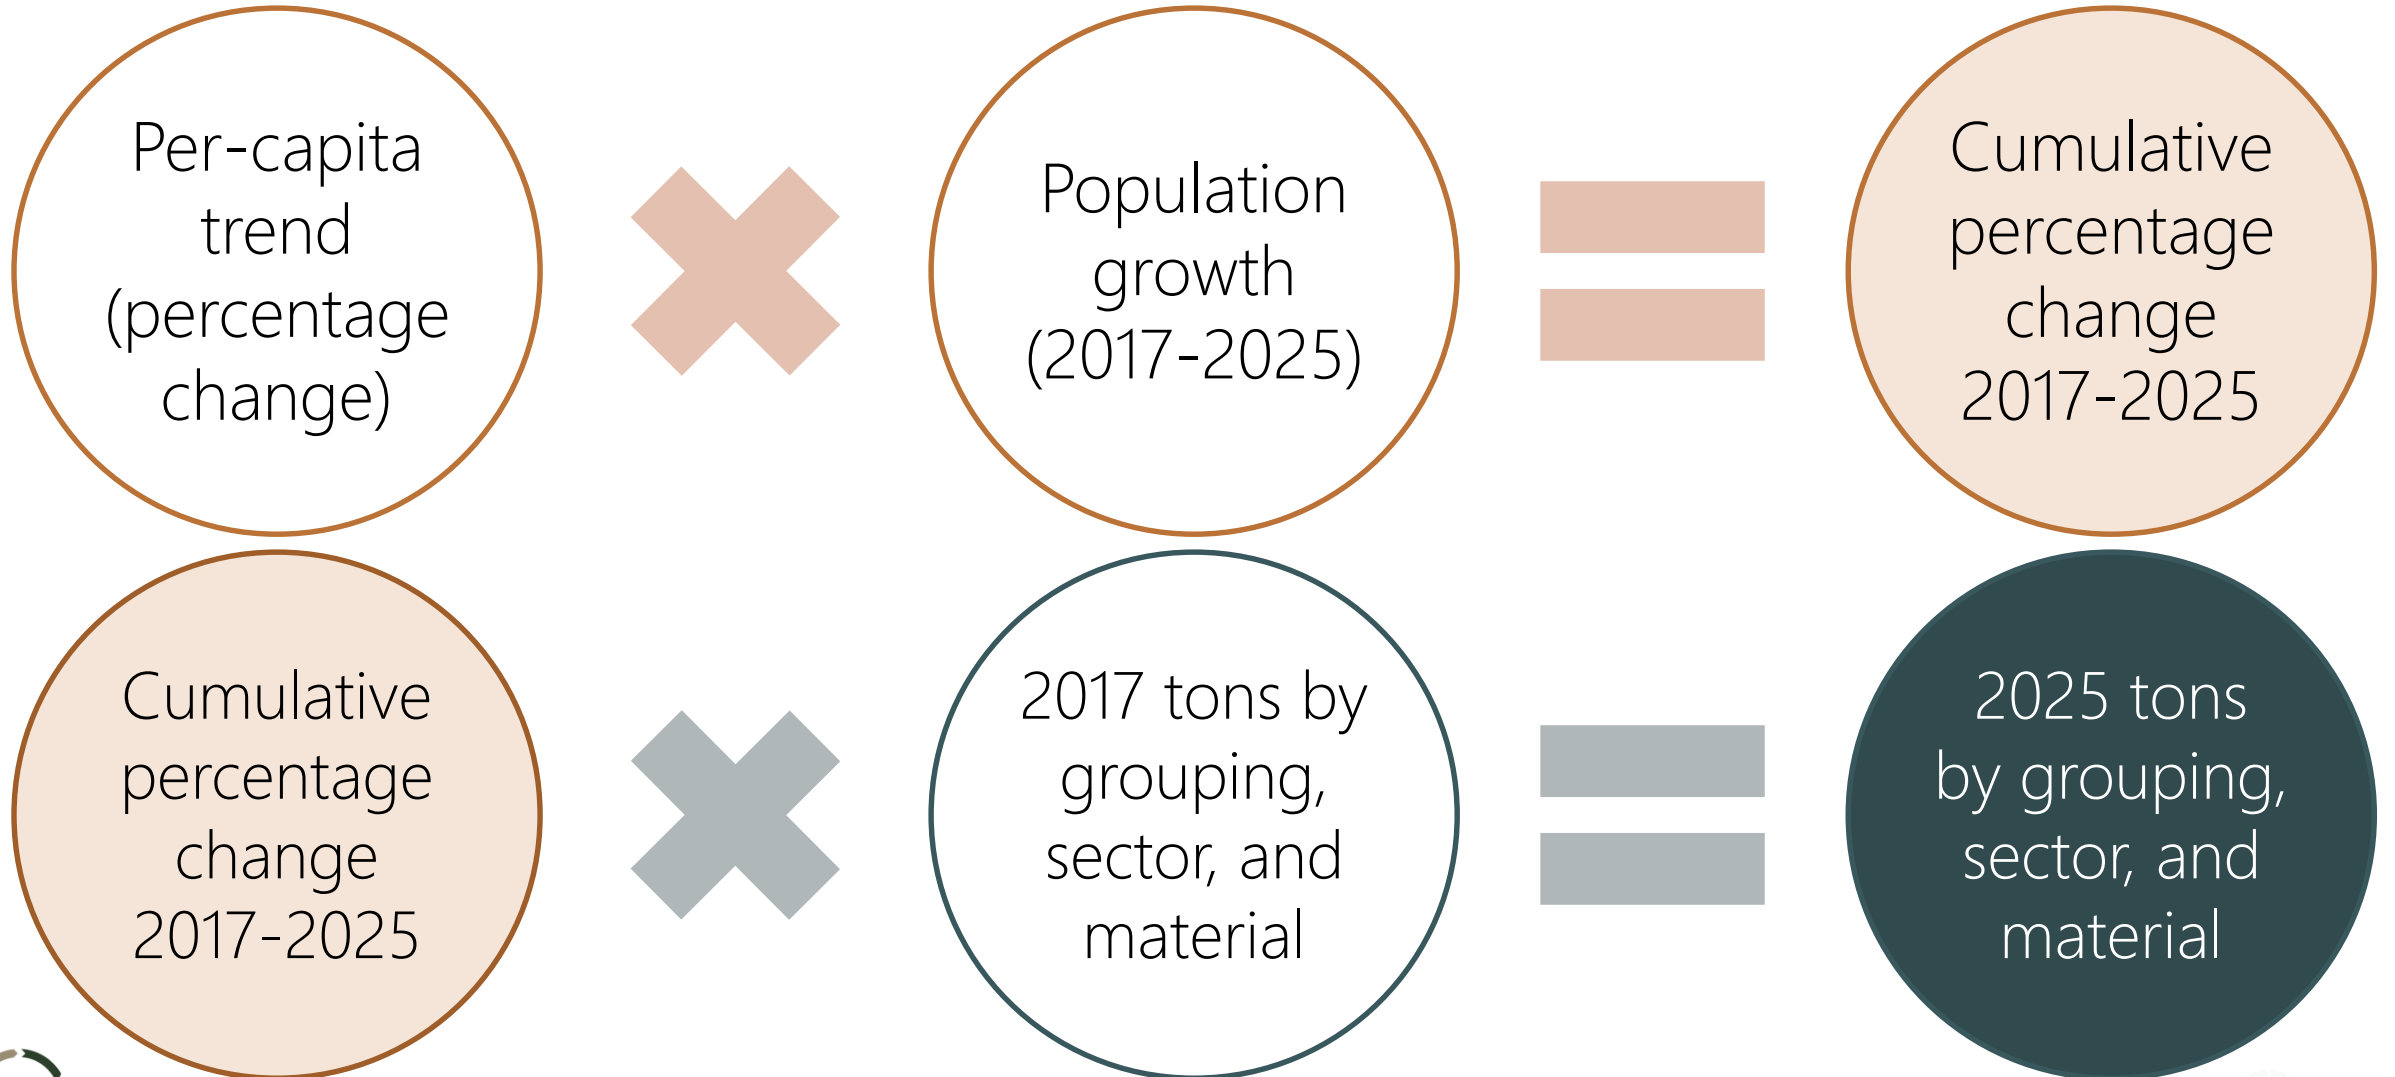 Per-capita
trend
(percentage
change)
Population
growth
(2017-2025)
Cumulative
percentage
change
2017-2025
Cumulative
percentage
change
2017-2025
2017 tons by
grouping,
sector, and
material
2025 tons
by grouping,
sector, and
material